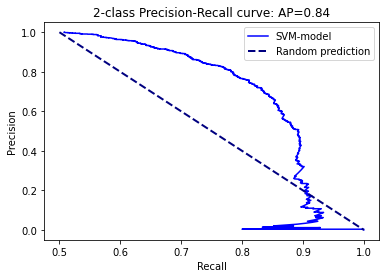 2-class Precision-Recall curve: AP=0.84
SVM-model
Random prediction
Precision
1.0
0.8
0.6
0.4
0.2
0.0
0.5
0.6
0.7
0.8
0.9
1.0
Recall